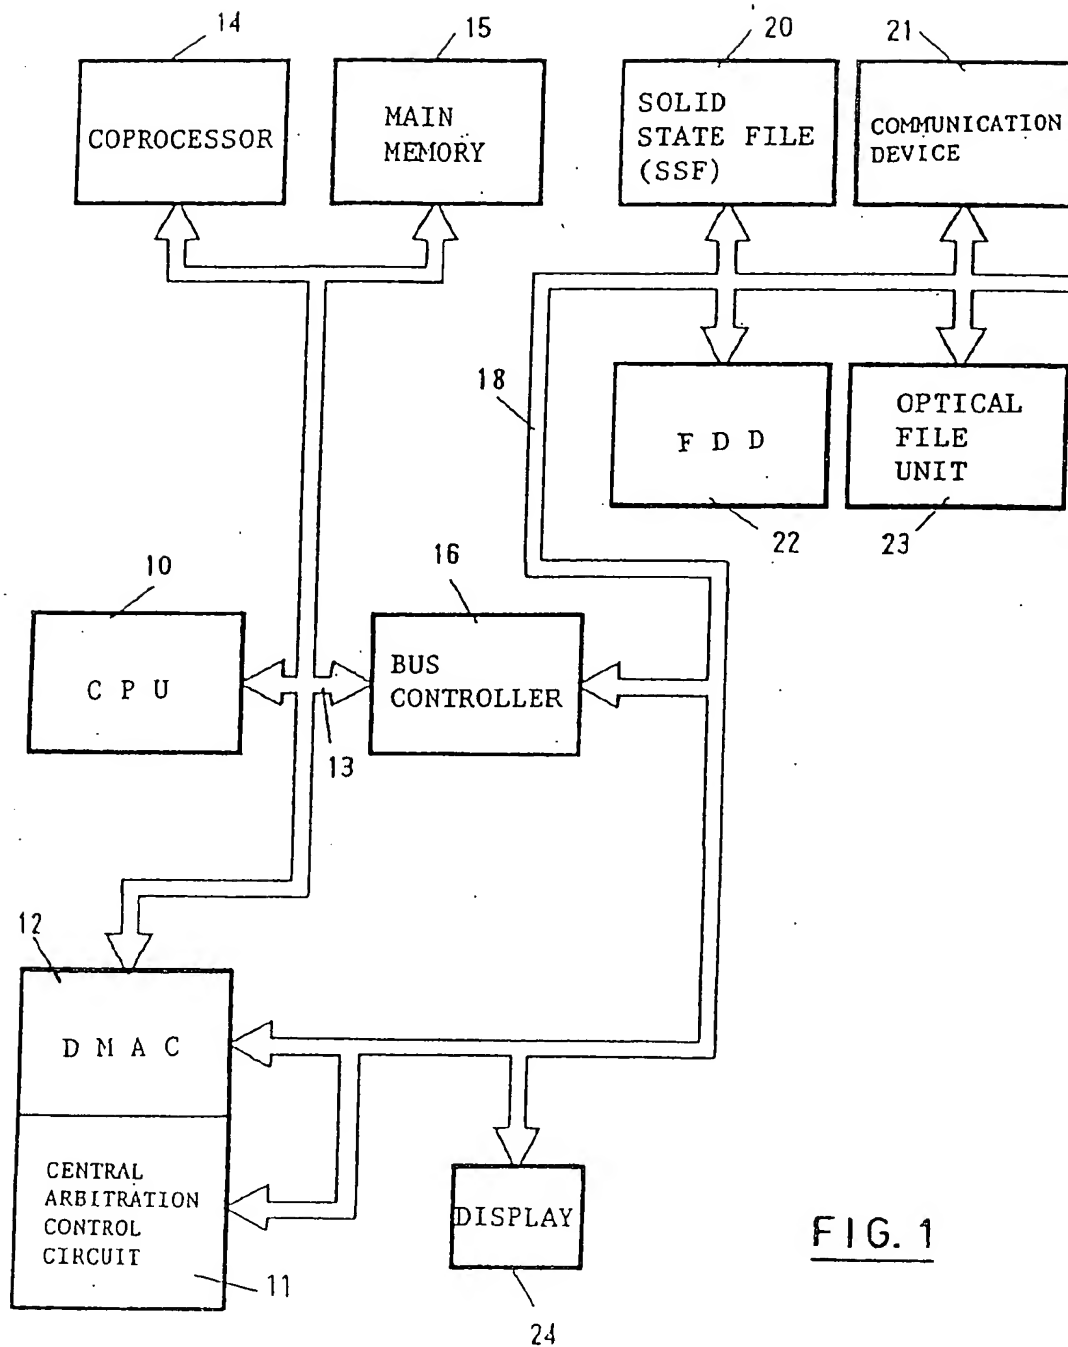 14
15
20
21
COPROCESSOR
MAIN
MEMORY
SOLID
STATE FILE
(SSF)
COMMUNICATION
DEVICE
18
F D D
OPTICAL
FILE
UNIT
22
23
10
16
C P U
BUS
CONTROLLER
13
12
D M A C
CENTRAL
ARBITRATION
CONTROL
CIRCUIT
11
DISPLAY
24
FIG. 1